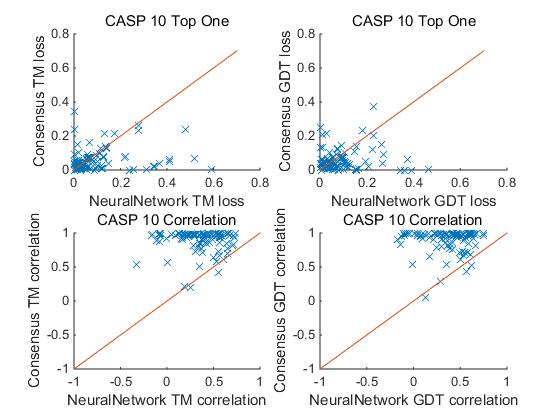 CASP 10 Top One
CASP 10 Top One
Consensus TM loss
0.8
0.6
0.4
0.2
0
0 0.2 0.4 0.6 0.8
NeuralNetwork TM loss
Consensus GDT loss
0.8
0.6
0.4
0.2
0
0 0.2 0.4 0.6 0.8
NeuralNetwork GDT loss
CASP 10 Correlation
CASP 10 Correlation
Consensus TM correlation
1
0.5
0
-0.5
-1
-1 -0.5 0 0.5 1
NeuralNetwork TM correlation
Consensus GDT correlation
1
0.5
0
-0.5
-1
-1 -0.5 0 0.5 1
NeuralNetwork GDT correlation